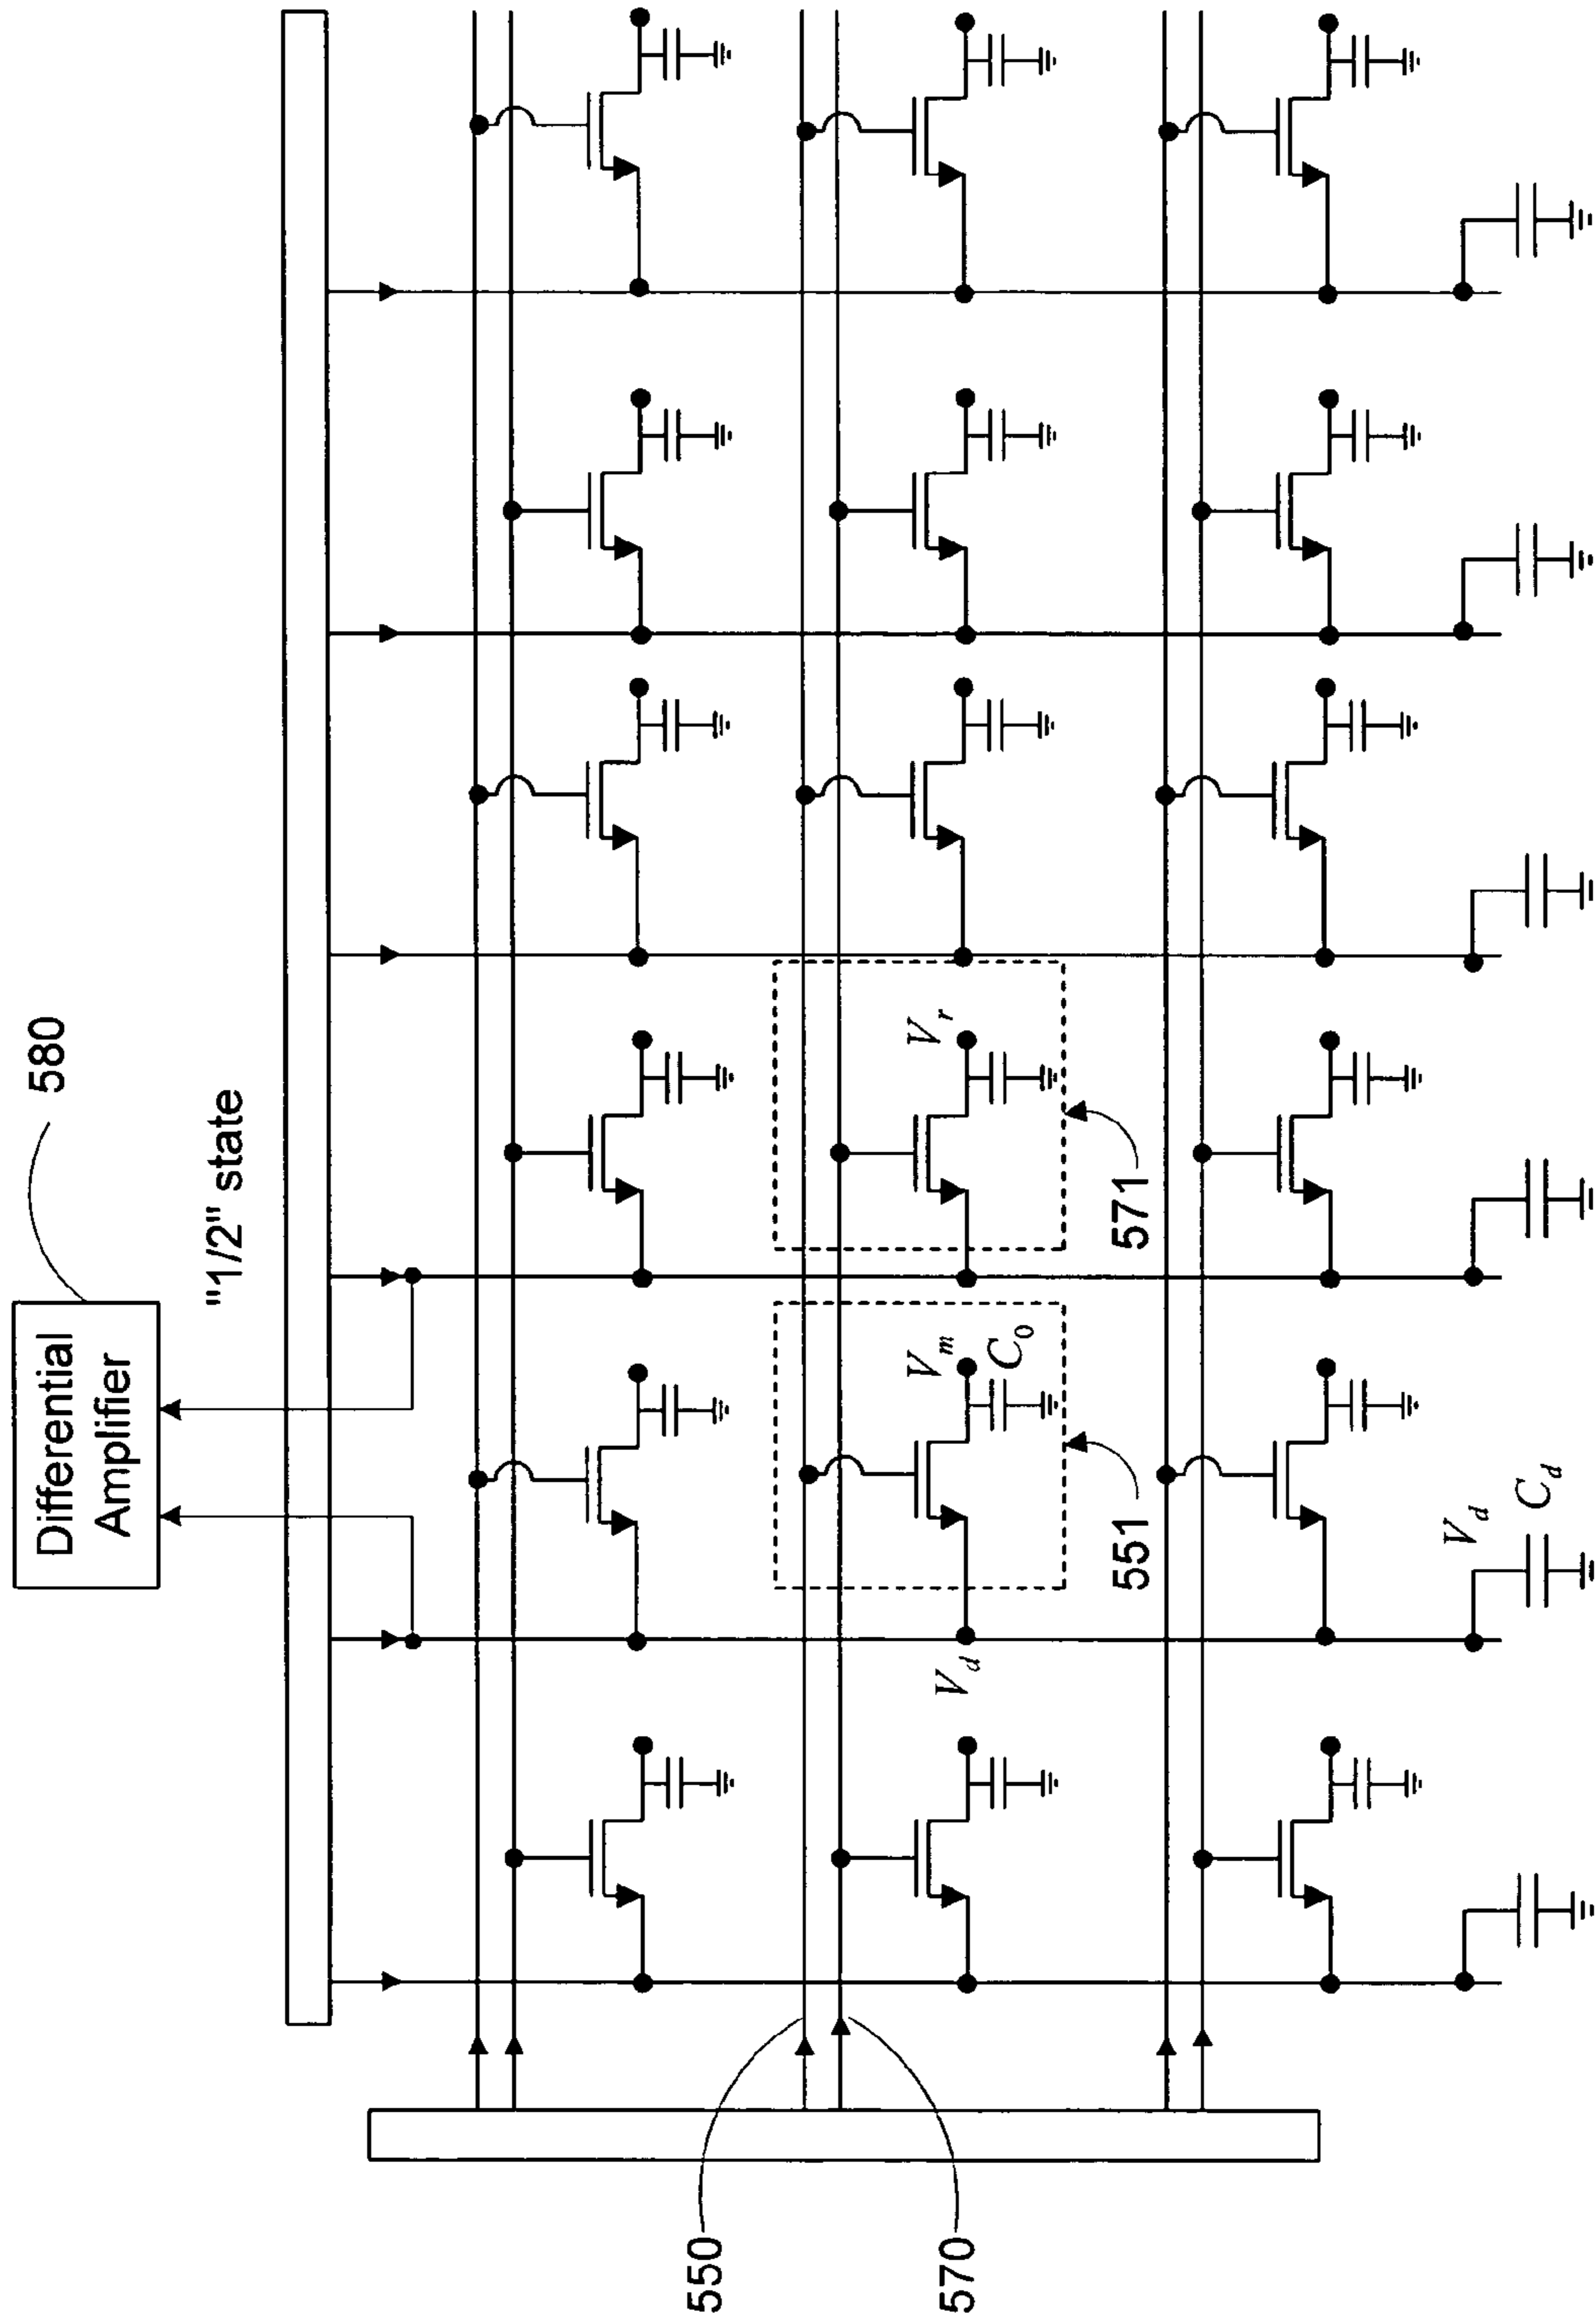 Differential
Amplifier
580
"1/2" state
V_d
V_m
C_0
V_r
551
571
550
570
V_d
C_d